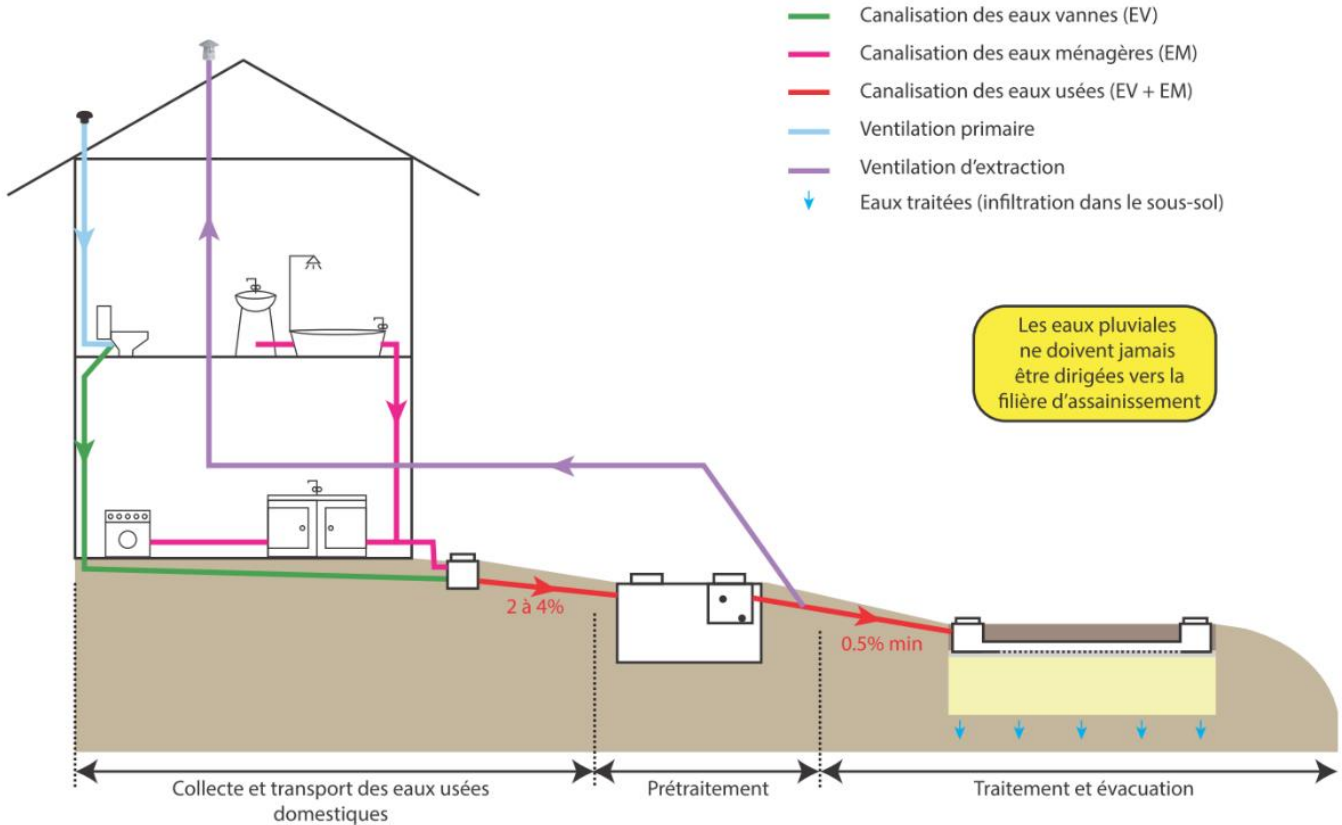 Canalisation des eaux vannes (EV)
Canalisation des eaux ménagères (EM)
Canalisation des eaux usées (EV + EM)
Ventilation primaire
Ventilation d'extraction
Eaux traitées (infiltration dans le sous-sol)
Les eaux pluviales
ne doivent jamais
être dirigées vers la
filière d'assainissement
2 à 4%
0.5% min
Collecte et transport des eaux usées
domestiques
Prétraitement
Traitement et évacuation